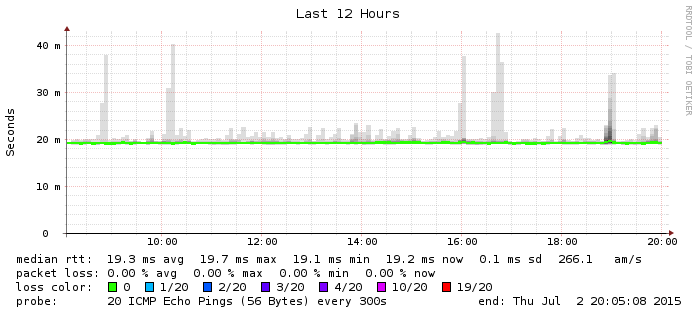 Last 12 Hours
RRDTOOL / TOBI OETIKER
Seconds
40 m
30 m
20 m
10 m
0
10:00 12:00 14:00 16:00 18:00 20:00
median rtt: 19.3 ms avg 19.7 ms max 19.1 ms min 19.2 ms now 0.1 ms sd 266.1 am/s
packet loss: 0.00 % avg 0.00 % max 0.00 % min 0.00 % now
loss color: 0 1/20 2/20 3/20 4/20 10/20 19/20
probe: 20 ICMP Echo Pings (56 Bytes) every 300s end: Thu Jul 2 20:05:08 2015